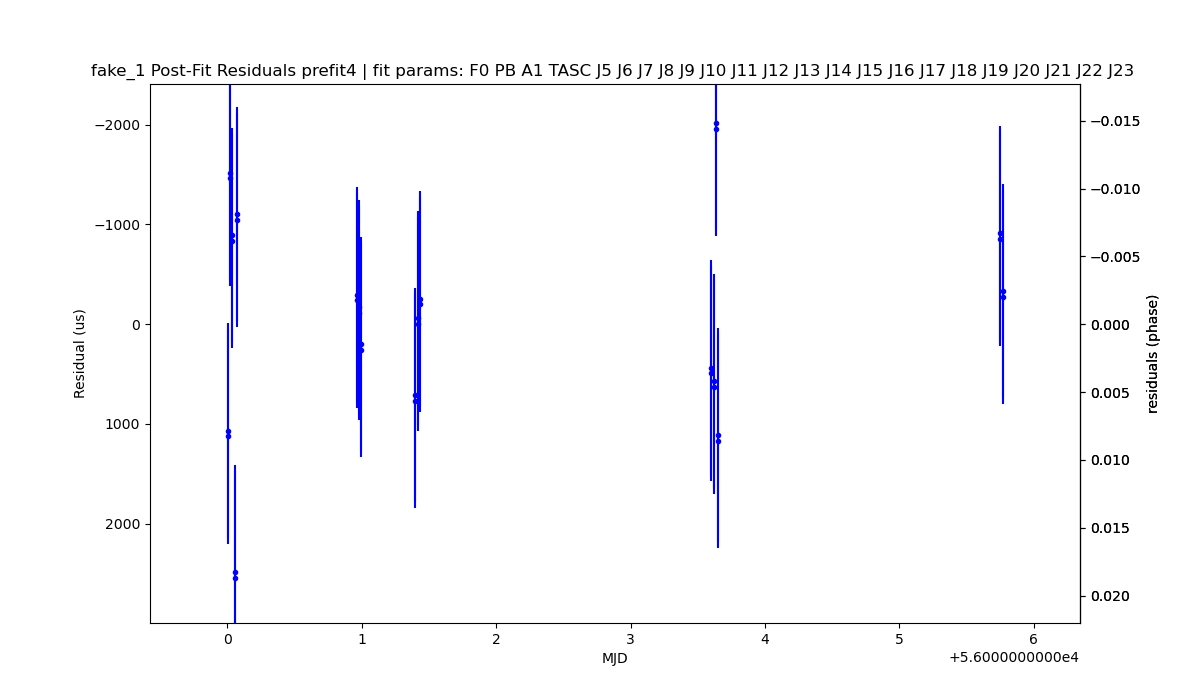 fake_1 Post-Fit Residuals prefit4 | fit params: F0 PB A1 TASC J5 J6 J7 J8 J9 J10 J11 J12 J13 J14 J15 J16 J17 J18 J19 J20 J21 J22 J23
−2000
−1000
0
1000
2000
Residual (us)
−0.015
−0.010
−0.005
0.000
0.005
0.010
0.015
0.020
residuals (phase)
0 1 2 3 4 5 6
MJD
+5.6000000000e4